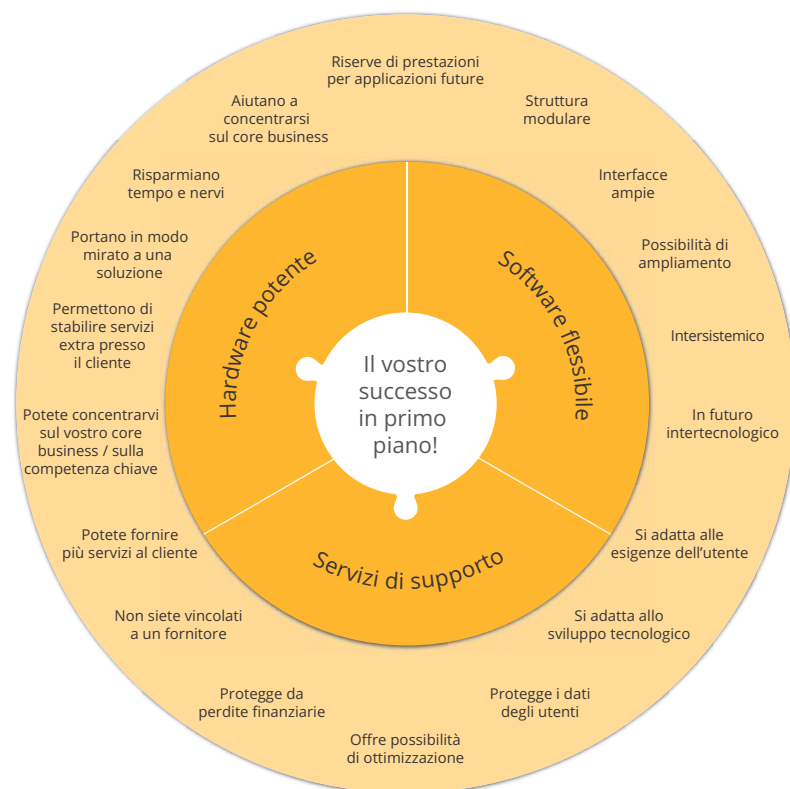 Riserve di prestazioni
per applicazioni future
Struttura
modulare
Interfacce
ampie
Possibilità di
ampliamento
Intersistemico
In futuro
intertecnologico
Si adatta alle
esigenze dell’utente
Si adatta allo
sviluppo tecnologico
Protegge i dati
degli utenti
Offre possibilità
di ottimizzazione
Protegge da
perdite finanziarie
Non siete vincolati
a un fornitore
Potete fornire
più servizi al cliente
Potete concentrarvi
sul vostro core
business / sulla
competenza chiave
Permettono di
stabilire servizi
extra presso
il cliente
Portano in modo
mirato a una
soluzione
Risparmiano
tempo e nervi
Aiutano a
concentrarsi
sul core business
Hardware potente
Software flessibile
Servizi di supporto
Il vostro
successo
in primo
piano!